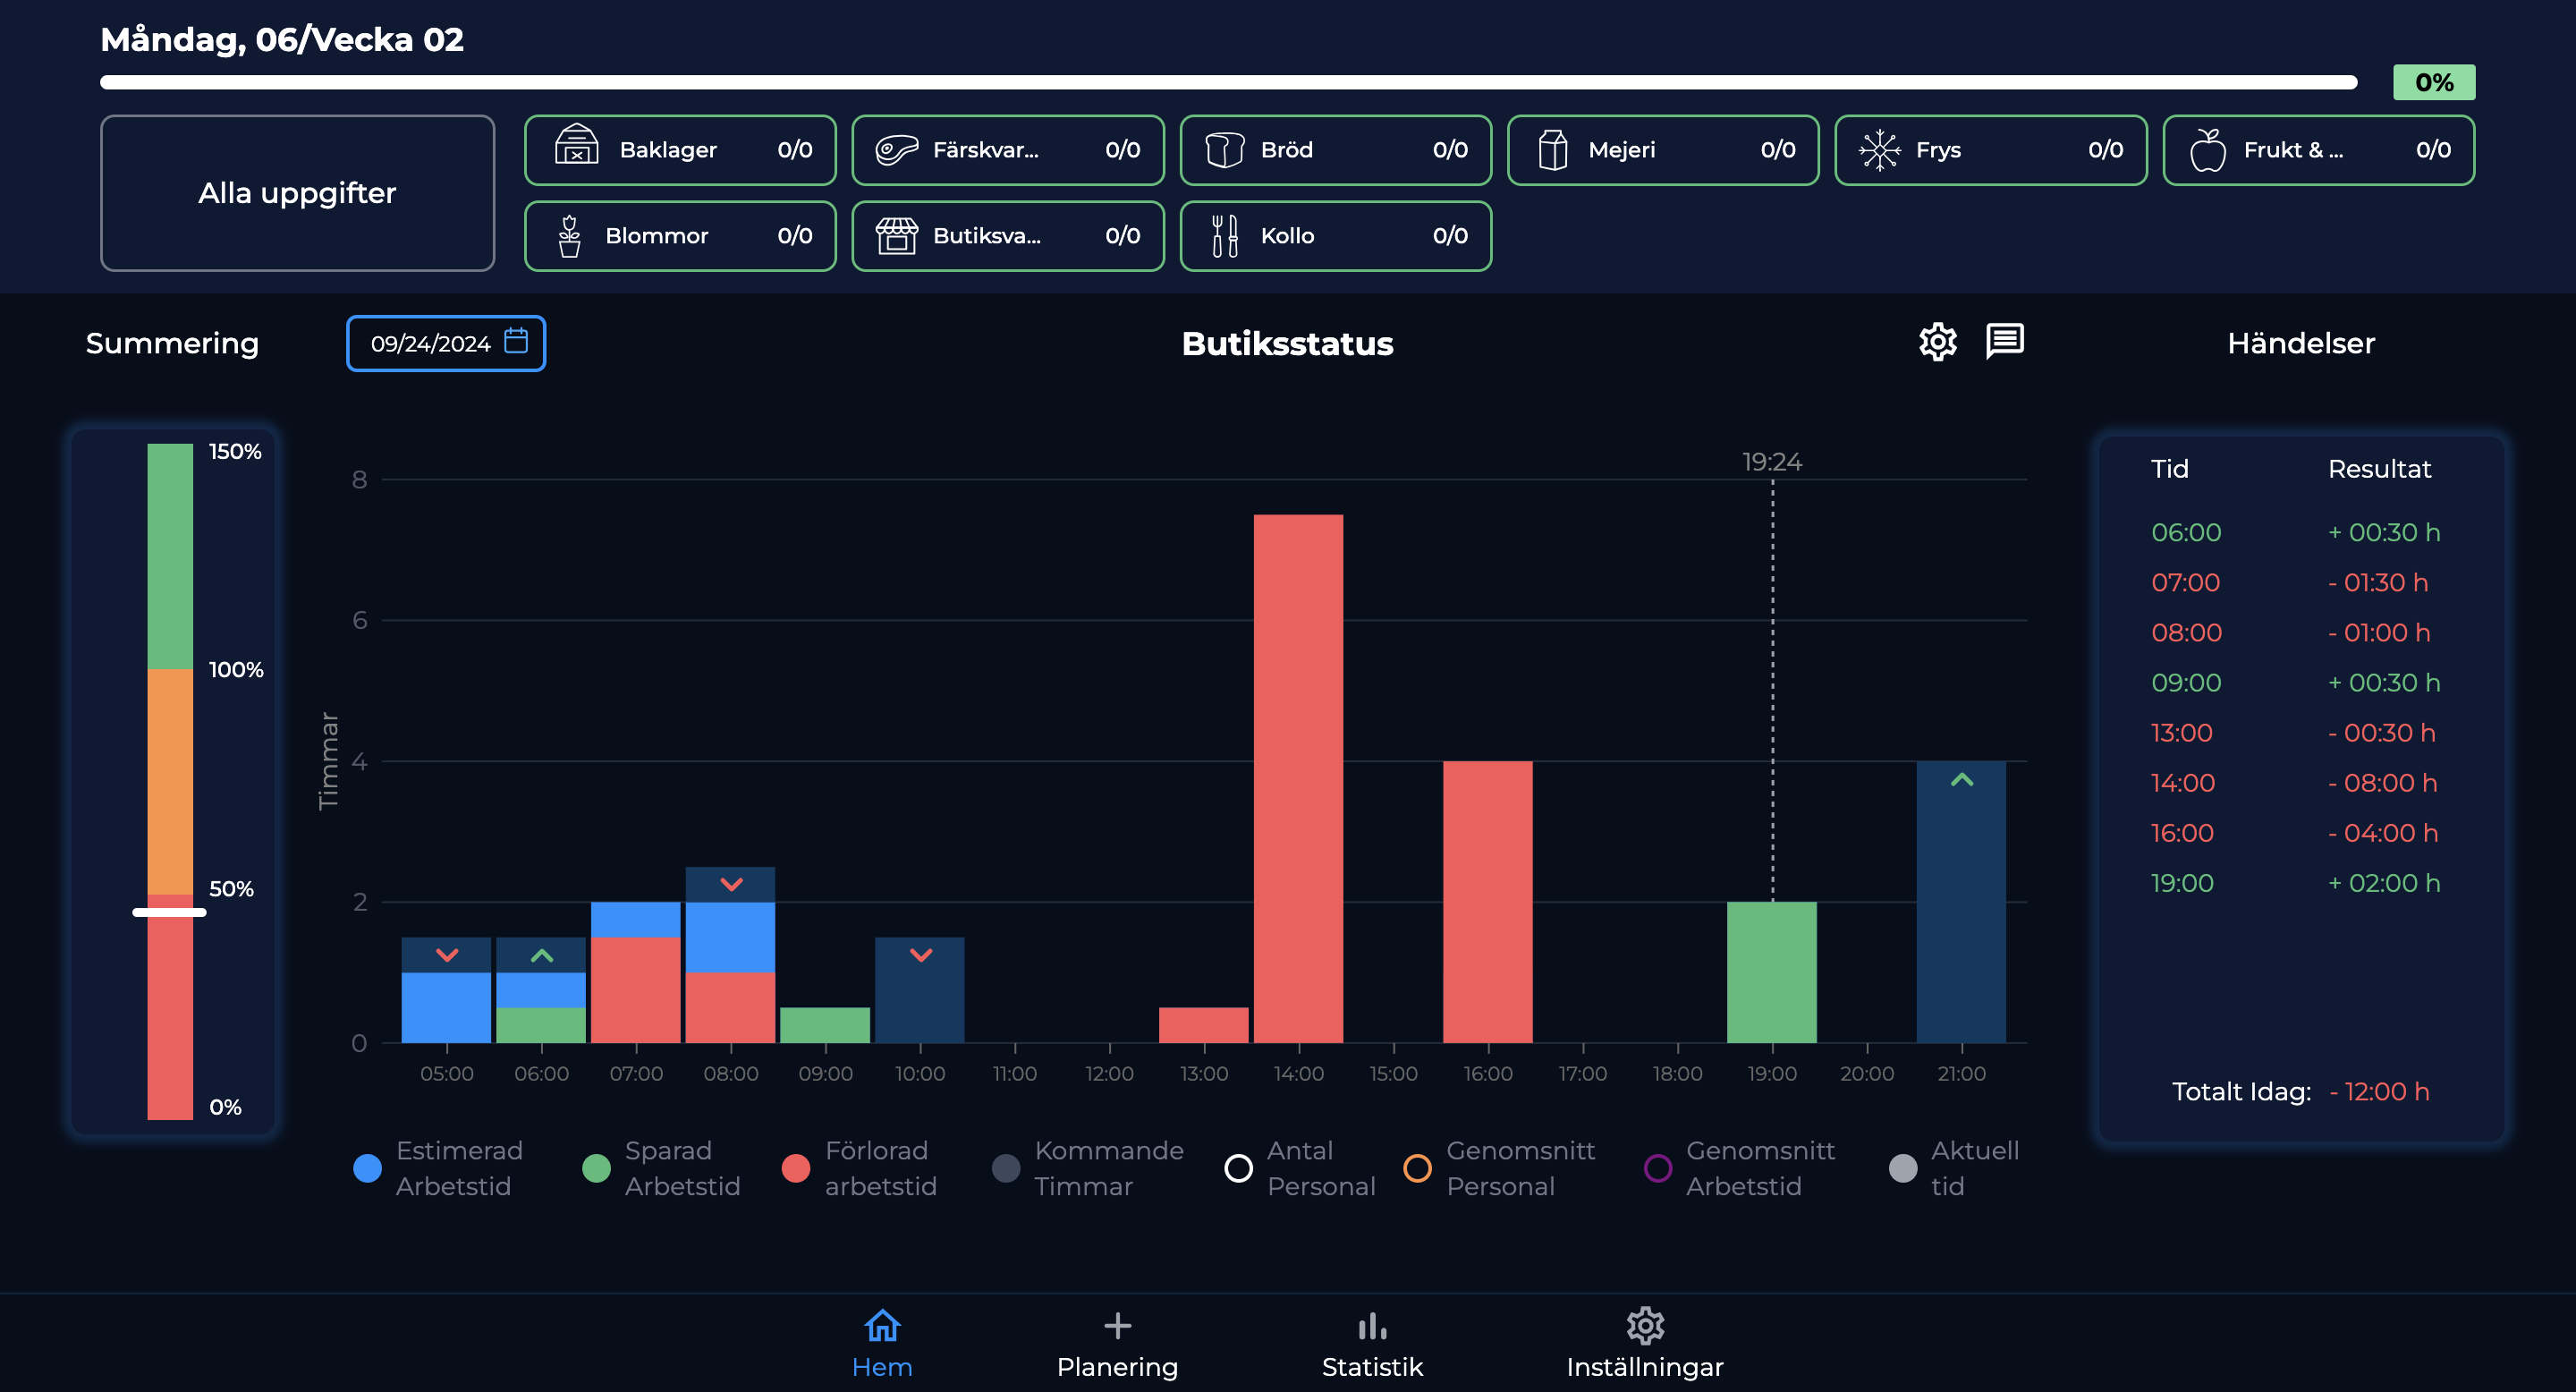 Måndag, 06/Vecka 02
0%
Alla uppgifter
Baklager 0/0
Färskvar... 0/0
Bröd 0/0
Mejeri 0/0
Frys 0/0
Frukt & ... 0/0
Blommor 0/0
Butiksva... 0/0
Kollo 0/0
Summering
09/24/2024
Butiksstatus
Händelser
150%
100%
50%
0%
Timmar
8
6
4
2
0
19:24
05:00 06:00 07:00 08:00 09:00 10:00 11:00 12:00 13:00 14:00 15:00 16:00 17:00 18:00 19:00 20:00 21:00
Estimerad
Arbetstid
Sparad
Arbetstid
Förlorad
arbetstid
Kommande
Timmar
Antal
Personal
Genomsnitt
Personal
Genomsnitt
Arbetstid
Aktuell
tid
Tid Resultat
06:00 + 00:30 h
07:00 - 01:30 h
08:00 - 01:00 h
09:00 + 00:30 h
13:00 - 00:30 h
14:00 - 08:00 h
16:00 - 04:00 h
19:00 + 02:00 h
Totalt Idag: - 12:00 h
Hem
Planering
Statistik
Inställningar